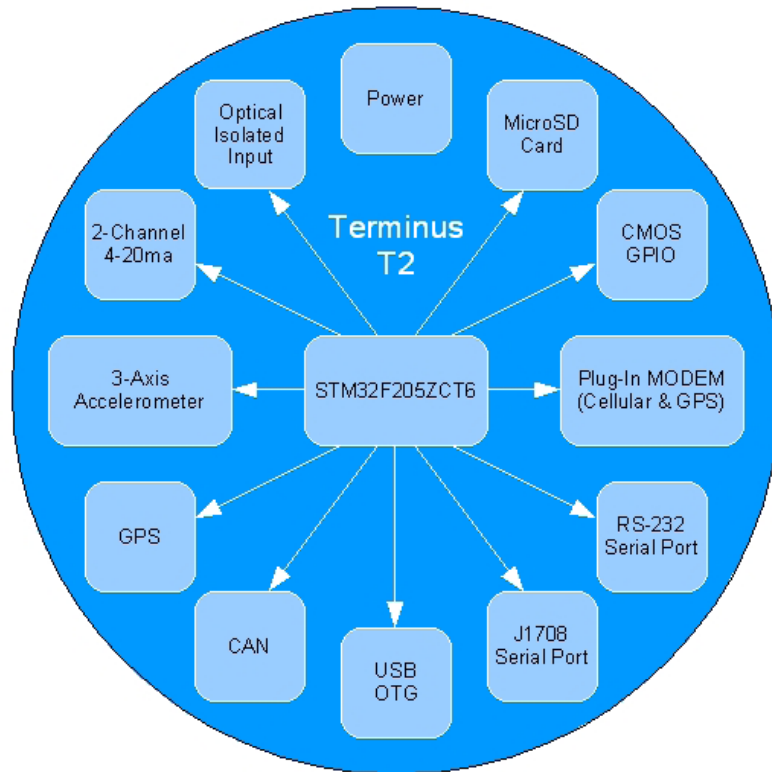 Power
Optical
Isolated
Input
MicroSD
Card
2-Channel
4-20ma
Terminus
T2
CMOS
GPIO
3-Axis
Accelerometer
STM32F205ZCT6
Plug-In MODEM
(Cellular & GPS)
GPS
RS-232
Serial Port
CAN
USB
OTG
J1708
Serial Port